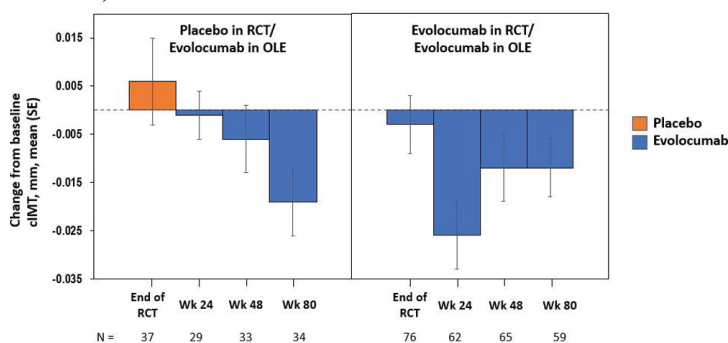 Placebo in RCT/
Evolocumab in OLE
Evolocumab in RCT/
Evolocumab in OLE
Change from baseline
cIMT, mm, mean (SE)
0.015
0.005
-0.005
-0.015
-0.025
-0.035
Placebo
Evolocumab
End of
RCT
Wk 24
Wk 48
Wk 80
End of
RCT
Wk 24
Wk 48
Wk 80
N = 37 29 33 34 76 62 65 59